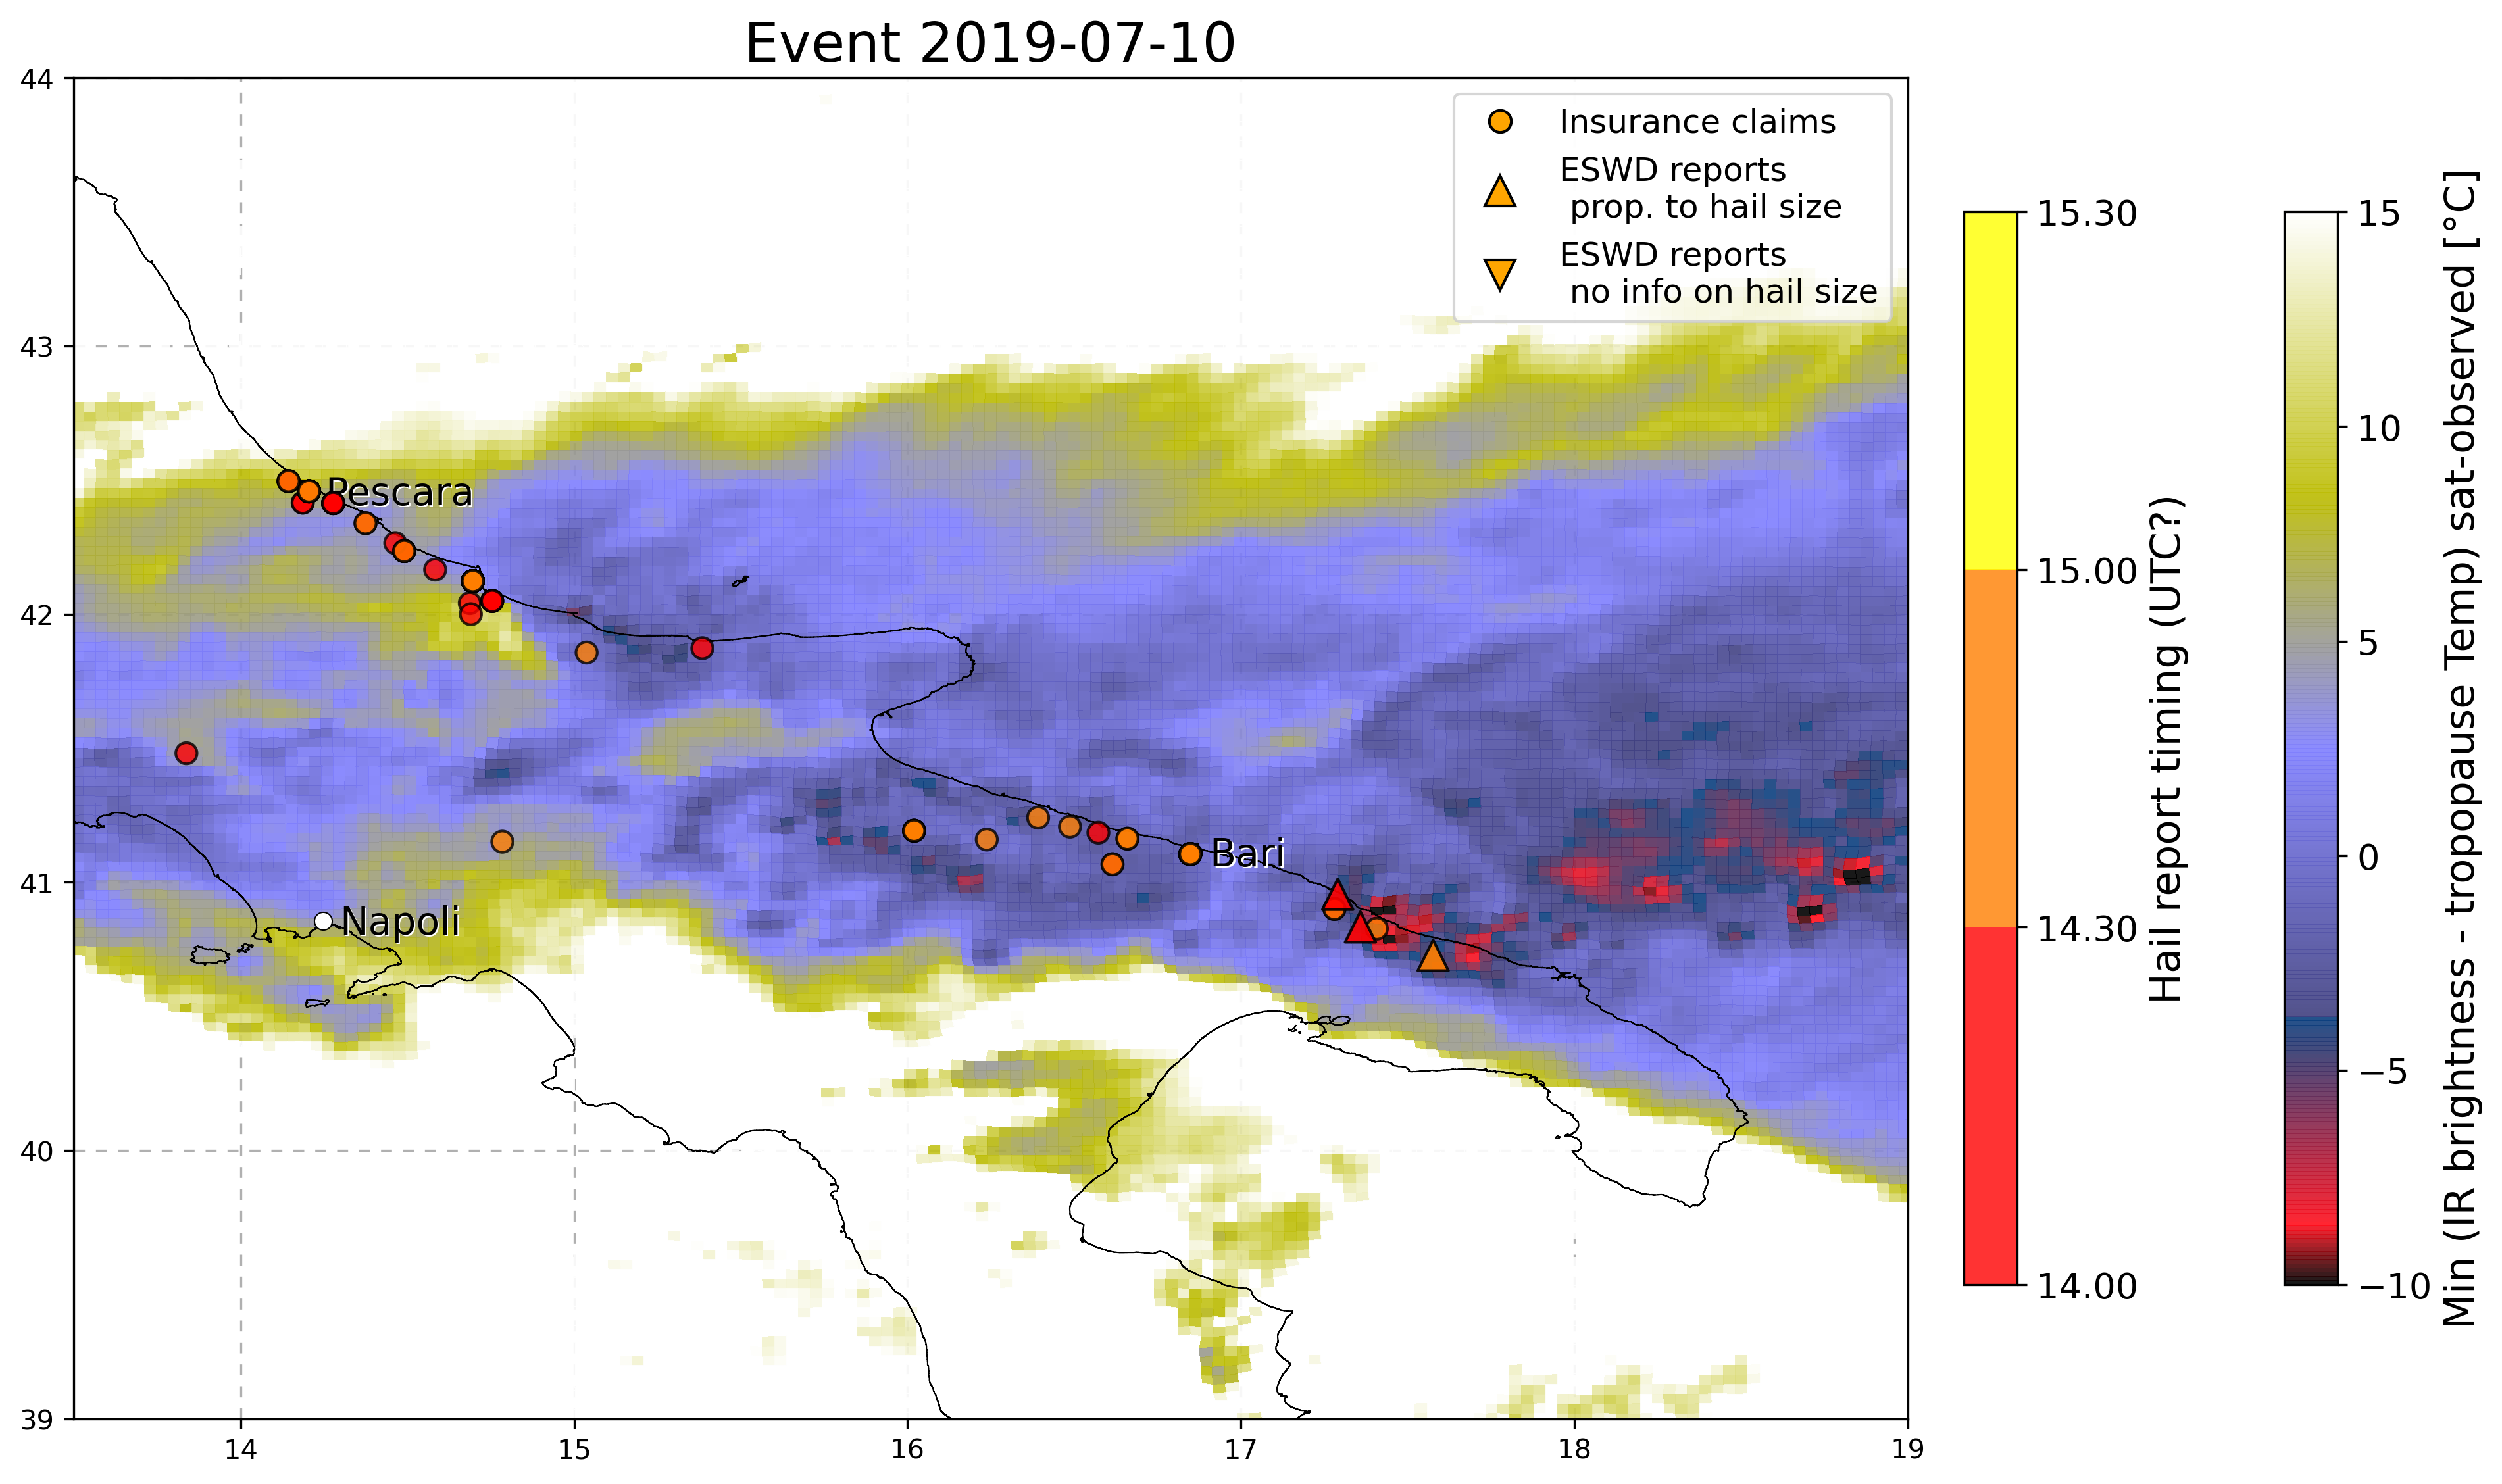 Event 2019-07-10
44
43
42
41
40
39
14
15
16
17
18
19
Insurance claims
ESWD reports
prop. to hail size
ESWD reports
no info on hail size
Pescara
Bari
Napoli
15.30
15.00
14.30
14.00
Hail report timing (UTC?)
15
10
5
0
−5
−10
Min (IR brightness - tropopause Temp) sat-observed [°C]